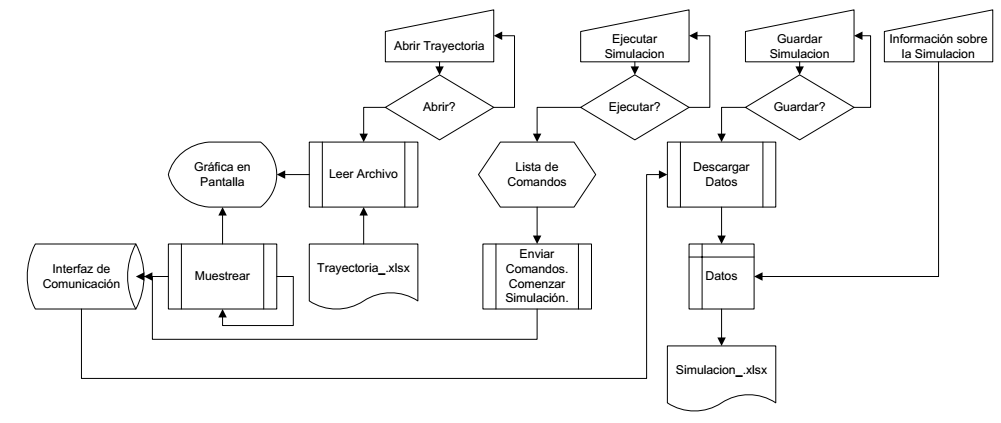 Abrir Trayectoria
Ejecutar
Simulacion
Guardar
Simulacion
Información sobre
la Simulacion
Abrir?
Ejecutar?
Guardar?
Gráfica en
Pantalla
Leer Archivo
Lista de
Comandos
Descargar
Datos
Interfaz de
Comunicación
Muestrear
Trayectoria_.xlsx
Enviar
Comandos.
Comenzar
Simulación.
Datos
Simulacion_.xlsx